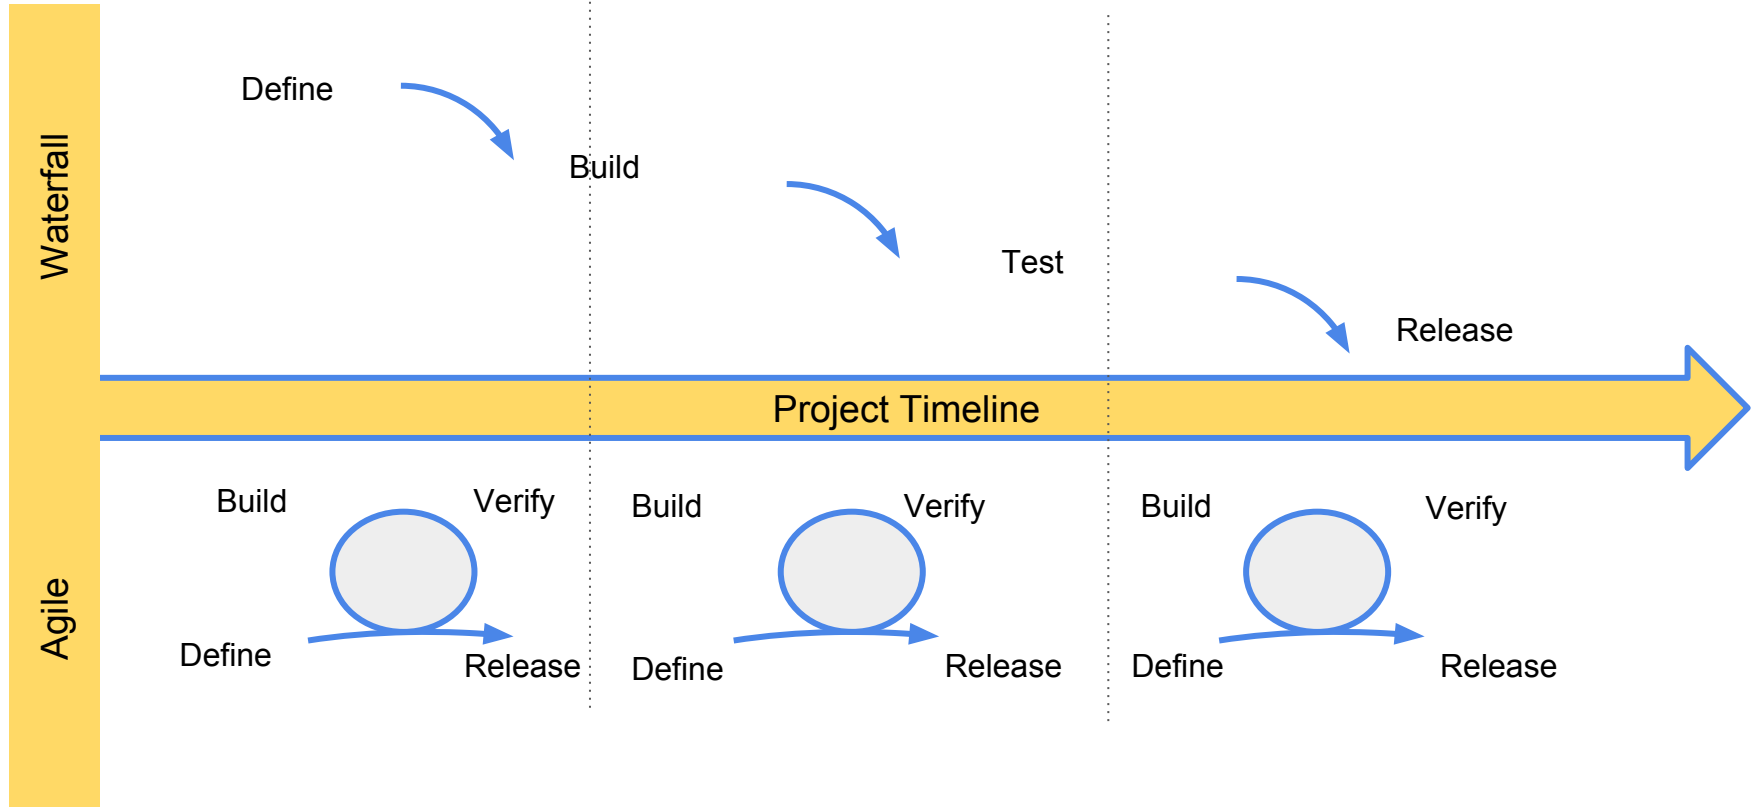 Waterfall
Define
Build
Test
Release
Project Timeline
Agile
Build
Verify
Define
Release
Build
Verify
Define
Release
Build
Verify
Define
Release